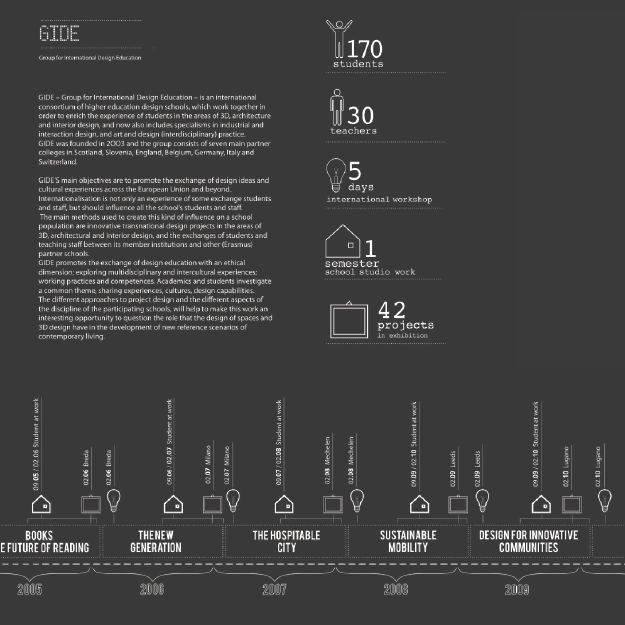 GIDE
Group for International Design Education
GIDE – Group for International Design Education – is an international
consortium of higher education design schools, which work together in
order to enrich the experience of students in the areas of 3D, architecture
and interior design, and now also includes specialisms in industrial and
interaction design, and art and design (interdisciplinary) practice.
GIDE was founded in 2003 and the group consists of seven main partner
colleges in Scotland, Slovenia, England, Belgium, Germany, Italy and
Switzerland.
GIDE'S main objectives are to promote the exchange of design ideas and
cultural experiences across the European Union and beyond.
Internationalisation is not only an experience of some exchange students
and staff, but should influence all the school's students and staff.
The main methods used to create this kind of influence on a school
population are innovative transnational design projects in the areas of
3D, architectural and interior design, and the exchanges of students and
teaching staff between its member institutions and other (Erasmus)
partner schools.
GIDE promotes the exchange of design education with an ethical
dimension; exploring multidisciplinary and intercultural experiences;
working practices and competences. Academics and students investigate
a common theme, sharing experiences, cultures, design capabilities.
The different approaches to project design and the different aspects of
the discipline of the participating schools, will help to make this work an
interesting opportunity to question the role that the design of spaces and
3D design have in the development of new reference scenarios of
contemporary living.
170
students
30
teachers
5
days
international workshop
1
semester
school studio work
42
projects
in exhibition
09.05 / 02.06 Student at work
02.06 Breda
02.06 Breda
09.06 / 02.07 Student at work
02.07 Milano
02.07 Milano
09.07 / 02.08 Student at work
02.08 Mechelen
02.08 Mechelen
09.09 / 02.10 Student at work
02.09 Leeds
02.09 Leeds
09.09 / 02.10 Student at work
02.10 Lugano
02.10 Lugano
BOOKS
E FUTURE OF READING
THE NEW
GENERATION
THE HOSPITABLE
CITY
SUSTAINABLE
MOBILITY
DESIGN FOR INNOVATIVE
COMMUNITIES
2005
2006
2007
2008
2009